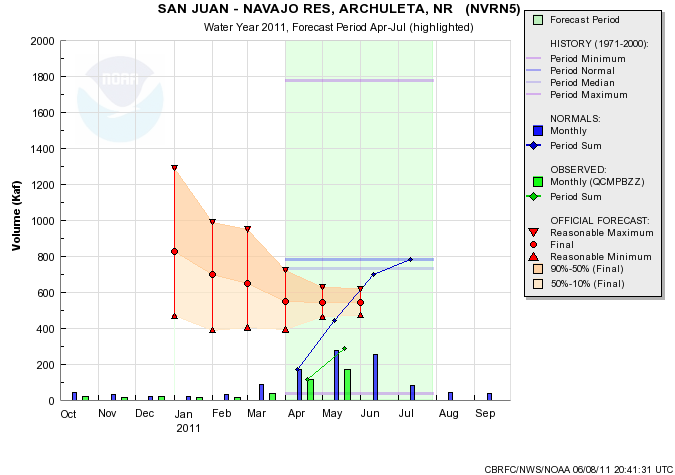 SAN JUAN - NAVAJO RES, ARCHULETA, NR (NVRN5)
Water Year 2011, Forecast Period Apr-Jul (highlighted)
Volume (Kaf)
2000
1800
1600
1400
1200
1000
800
600
400
200
0
NOAA
Oct Nov Dec Jan Feb Mar Apr May Jun Jul Aug Sep
2011
Forecast Period
HISTORY (1971-2000):
Period Minimum
Period Normal
Period Median
Period Maximum
NORMALS:
Monthly
Period Sum
OBSERVED:
Monthly (QCMPBZZ)
Period Sum
OFFICIAL FORECAST:
Reasonable Maximum
Final
Reasonable Minimum
90%-50% (Final)
50%-10% (Final)
CBRFC/NWS/NOAA 06/08/11 20:41:31 UTC